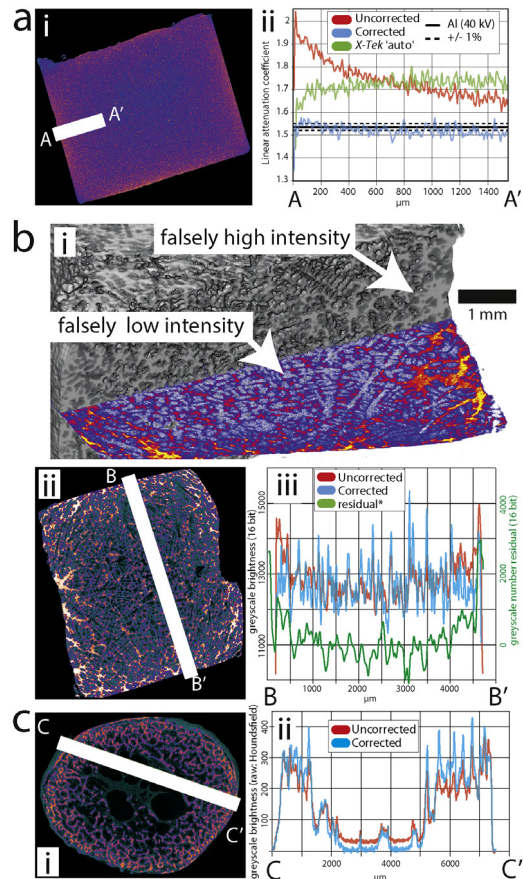 a
i
A
A'
ii
Uncorrected
Corrected
X-Tek 'auto'
Al (40 kV)
+/- 1%
Linear attenuation coefficient
2
1.9
1.8
1.7
1.6
1.5
1.4
1.3
200
400
600
800
1000
1200
1400
A
μm
A'
b
i
falsely high intensity
falsely low intensity
1 mm
ii
B
B'
iii
Uncorrected
Corrected
residual*
greyscale brightness (16 bit)
15000
13000
11000
greyscale number residual (16 bit)
4000
2000
0
1000
2000
3000
4000
B
μm
B'
c
C
C'
i
ii
Uncorrected
Corrected
greyscale brightness (raw: Houndsfield)
400
300
200
100
0
2000
4000
6000
C
μm
C'